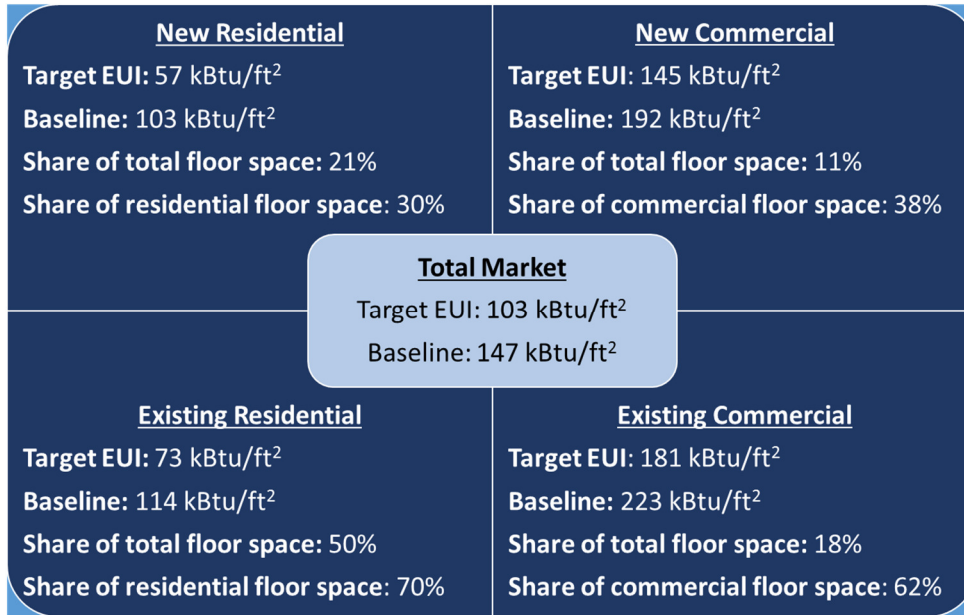 New Residential
Target EUI: 57 kBtu/ft²
Baseline: 103 kBtu/ft²
Share of total floor space: 21%
Share of residential floor space: 30%
New Commercial
Target EUI: 145 kBtu/ft²
Baseline: 192 kBtu/ft²
Share of total floor space: 11%
Share of commercial floor space: 38%
Total Market
Target EUI: 103 kBtu/ft²
Baseline: 147 kBtu/ft²
Existing Residential
Target EUI: 73 kBtu/ft²
Baseline: 114 kBtu/ft²
Share of total floor space: 50%
Share of residential floor space: 70%
Existing Commercial
Target EUI: 181 kBtu/ft²
Baseline: 223 kBtu/ft²
Share of total floor space: 18%
Share of commercial floor space: 62%